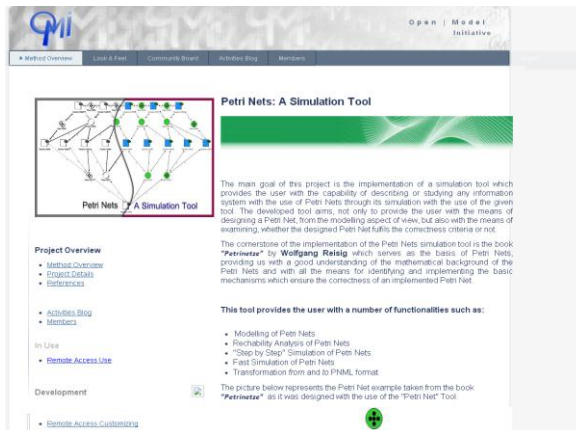 OMi
Open | Model
Initiative
Method Overview Look & Feel Community Board Activities Blog Members
Petri Nets: A Simulation Tool
Petri Nets A Simulation Tool
The main goal of this project is the implementation of a simulation tool which
provides the user with the capability of describing or studying any information
system with the use of Petri Nets through its simulation with the use of the given
tool. The developed tool aims, not only to provide the user with the means of
designing a Petri Net, from the modelling aspect of view, but also with the means of
examining, whether the designed Petri Net fulfils the correctness criteria or not.
The cornerstone of the implementation of the Petri Nets simulation tool is the book
"Petrinetze" by Wolfgang Reisig which serves as the basis of Petri Nets,
providing us with a good understanding of the mathematical background of the
Petri Nets and with all the means for identifying and implementing the basic
mechanisms which ensure the correctness of an implemented Petri Net.
This tool provides the user with a number of functionalities such as:
Modelling of Petri Nets
Rechability Analysis of Petri Nets
"Step by Step" Simulation of Petri Nets
Fast Simulation of Petri Nets
Transformation from and to PNML format
The picture below represents the Petri Net example taken from the book
"Petrinetze" as it was designed with the use of the "Petri Net" Tool.
Project Overview
Method Overview
Project Details
References
Activities Blog
Members
In Use
Remote Access Use
Development
Remote Access Customizing